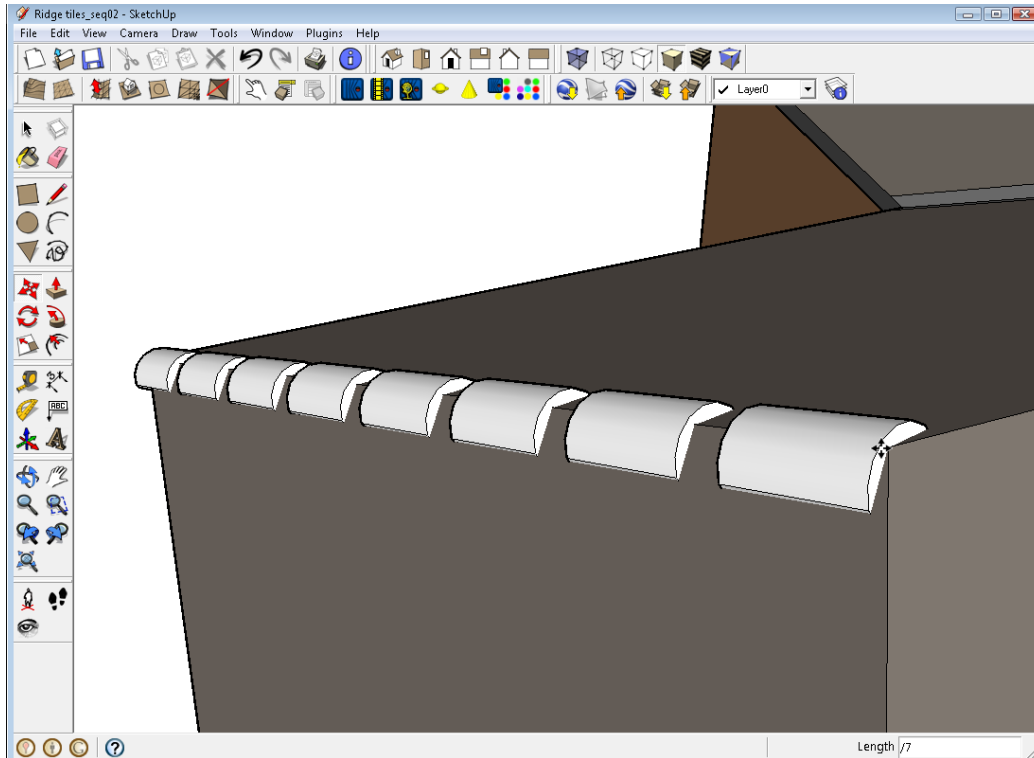 Ridge tiles_seq02 - SketchUp
File Edit View Camera Draw Tools Window Plugins Help
Layer0
ABC
Length /7